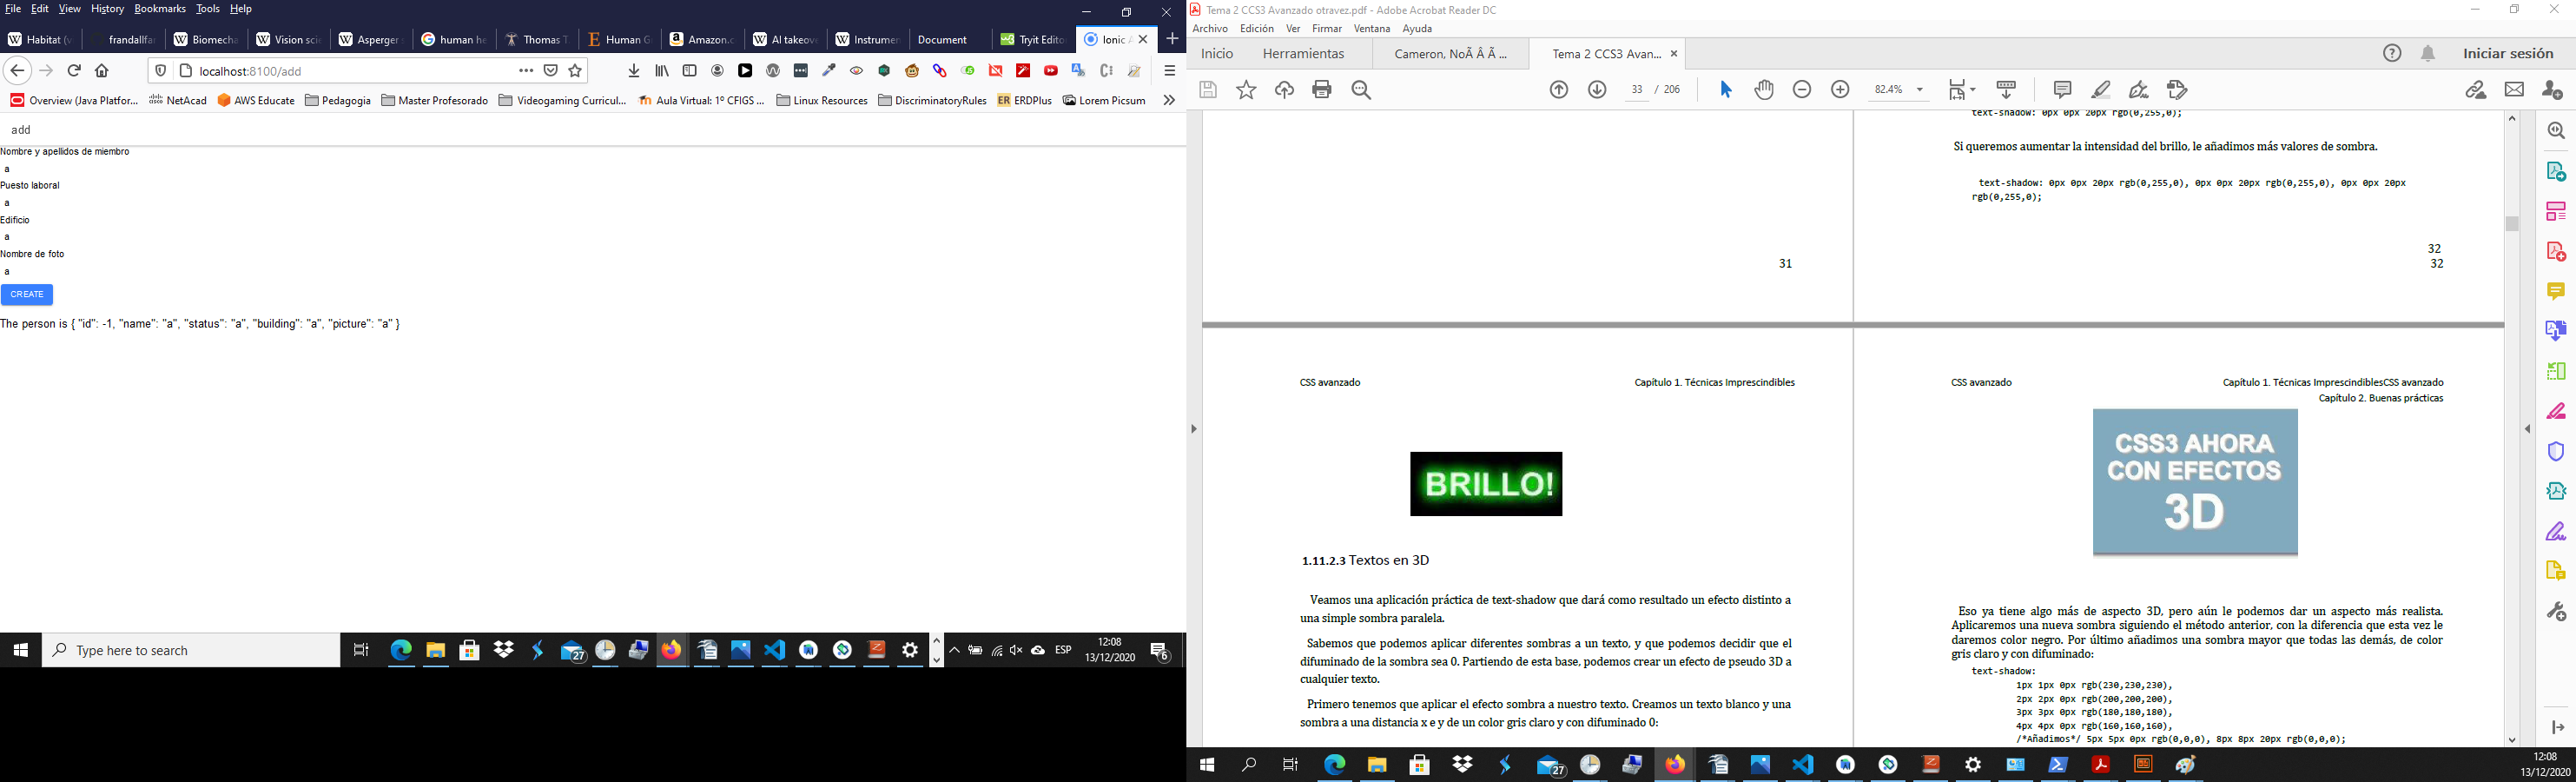 File Edit View History Bookmarks Tools Help
Habitat (w
frandallfar
Biomecha
Vision scie
Asperger s
human he
Thomas T.
Human G
Amazon.c
AI takeove
Instrumen
Document
Tryit Edito
Ionic A
localhost:8100/add
Overview (Java Platfor... NetAcad AWS Educate Pedagogia Master Profesorado Videogaming Curricul... Aula Virtual: 1º CFIGS ... Linux Resources DiscriminatoryRules ERDPlus Lorem Picsum
add
Nombre y apellidos de miembro
a
Puesto laboral
a
Edificio
a
Nombre de foto
a
CREATE
The person is { "id": -1, "name": "a", "status": "a", "building": "a", "picture": "a" }
Type here to search
27
ESP
12:08
13/12/2020
6
Tema 2 CCS3 Avanzado otravez.pdf - Adobe Acrobat Reader DC
Archivo Edición Ver Firmar Ventana Ayuda
Inicio Herramientas Cameron, NoÃ Â Ã ... Tema 2 CCS3 Avan... Iniciar sesión
33 / 206 82.4%
31
text-shadow: 0px 0px 20px rgb(0,255,0);
Si queremos aumentar la intensidad del brillo, le añadimos más valores de sombra.
text-shadow: 0px 0px 20px rgb(0,255,0), 0px 0px 20px rgb(0,255,0), 0px 0px 20px
rgb(0,255,0);
32
32
CSS avanzado Capítulo 1. Técnicas Imprescindibles
BRILLO!
1.11.2.3 Textos en 3D
Veamos una aplicación práctica de text-shadow que dará como resultado un efecto distinto a
una simple sombra paralela.
Sabemos que podemos aplicar diferentes sombras a un texto, y que podemos decidir que el
difuminado de la sombra sea 0. Partiendo de esta base, podemos crear un efecto de pseudo 3D a
cualquier texto.
Primero tenemos que aplicar el efecto sombra a nuestro texto. Creamos un texto blanco y una
sombra a una distancia x e y de un color gris claro y con difuminado 0:
CSS avanzado Capítulo 1. Técnicas ImprescindiblesCSS avanzado
Capítulo 2. Buenas prácticas
CSS3 AHORA
CON EFECTOS
3D
Eso ya tiene algo más de aspecto 3D, pero aún le podemos dar un aspecto más realista.
Aplicaremos una nueva sombra siguiendo el método anterior, con la diferencia que esta vez le
daremos color negro. Por último añadimos una sombra mayor que todas las demás, de color
gris claro y con difuminado:
text-shadow:
1px 1px 0px rgb(230,230,230),
2px 2px 0px rgb(200,200,200),
3px 3px 0px rgb(180,180,180),
4px 4px 0px rgb(160,160,160),
/*Añadimos*/ 5px 5px 0px rgb(0,0,0), 8px 8px 20px rgb(0,0,0);
27
12:08
13/12/2020